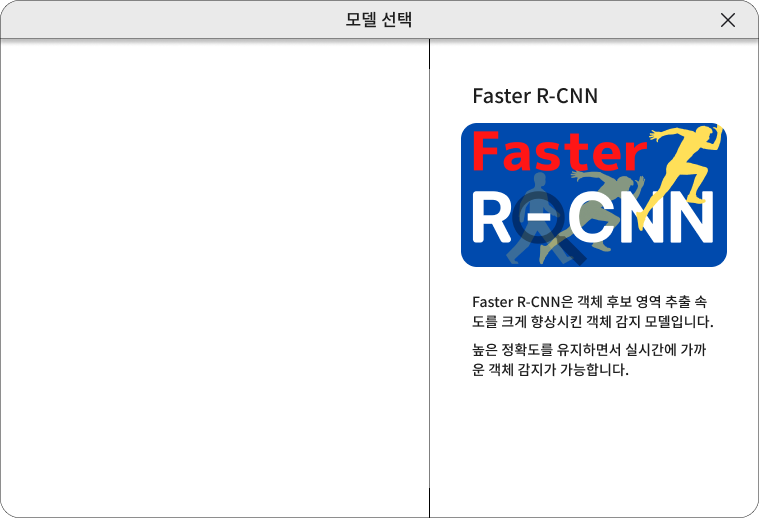 모델 선택
Faster R-CNN
Faster
R-CNN
Faster R-CNN은 객체 후보 영역 추출 속
도를 크게 향상시킨 객체 감지 모델입니다.
높은 정확도를 유지하면서 실시간에 가까
운 객체 감지가 가능합니다.